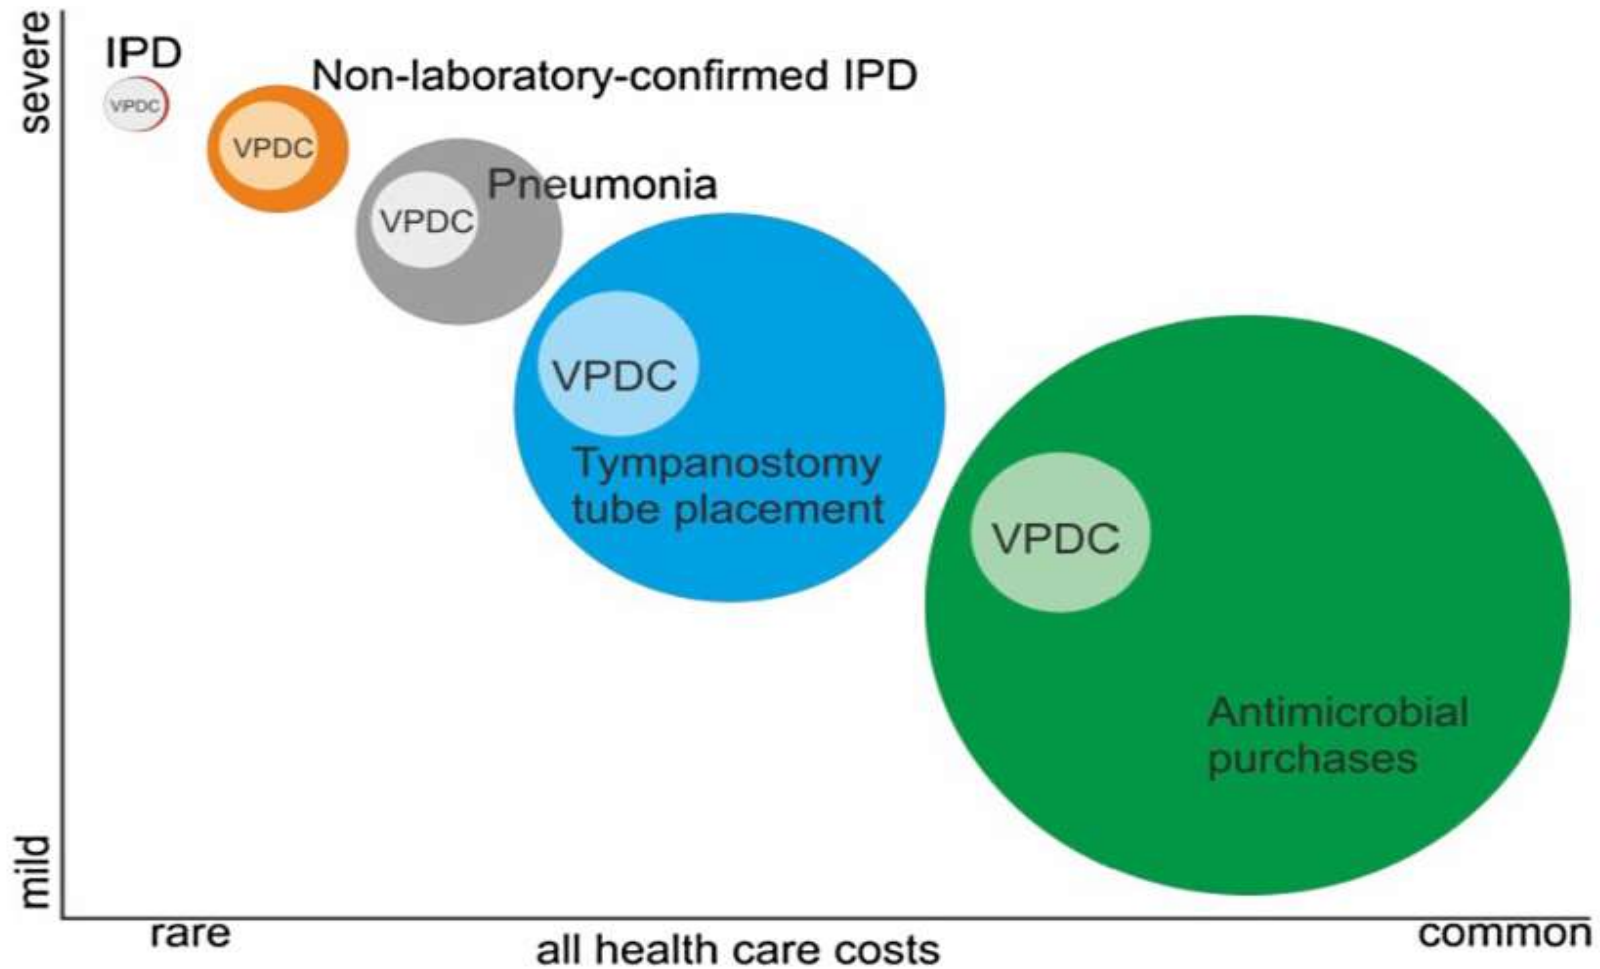 severe
IPD
VPDC
Non-laboratory-confirmed IPD
VPDC
Pneumonia
VPDC
VPDC
Tympanostomy
tube placement
VPDC
Antimicrobial
purchases
mild
rare
all health care costs
common